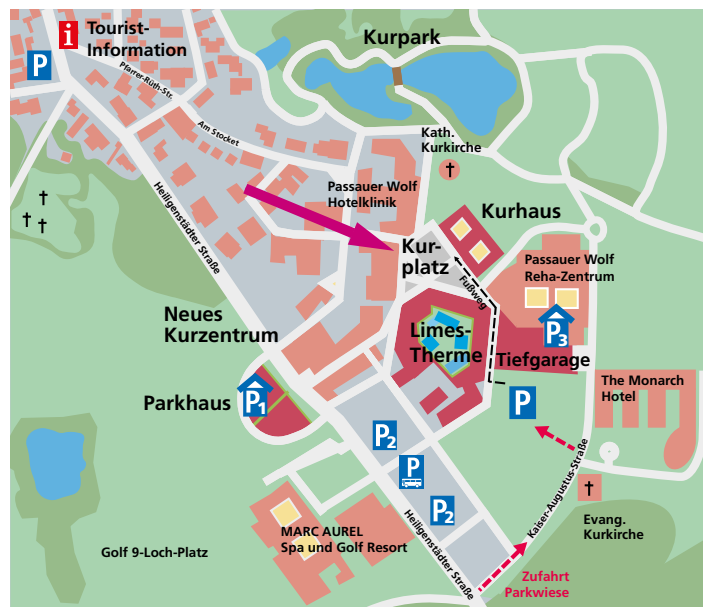 i
Tourist-
Information
P
Pfarrer-Rüth-Str.
Kurpark
Am Stocket
Kath.
Kurkirche
Passauer Wolf
Hotelklinik
Heiligenstädter Straße
Kurhaus
Kur-
platz
Fußweg
Passauer Wolf
Reha-Zentrum
P3
Neues
Kurzentrum
Limes-
Therme
Tiefgarage
Parkhaus
P1
P
The Monarch
Hotel
P2
P
P2
Kaiser-Augustus-Straße
Evang.
Kurkirche
MARC AUREL
Spa und Golf Resort
Heiligenstädter Straße
Golf 9-Loch-Platz
Zufahrt
Parkwiese